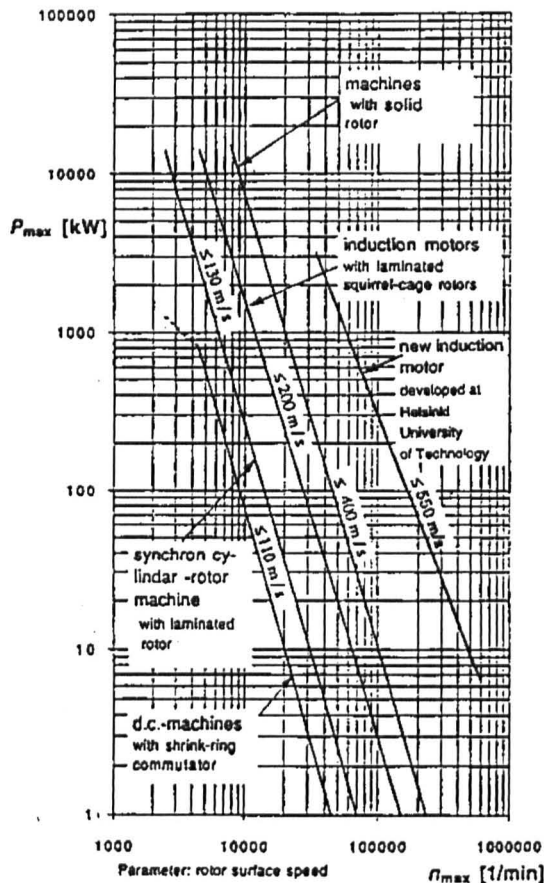 100000
machines
with solid
rotor
10000
P max [kW]
induction motors
with laminated
squirrel-cage rotors
≤130 m/s
1000
new induction
motor
developed at
Helsinki
University
of Technology
≤200 m/s
100
≤400 m/s
≤550 m/s
≤110 m/s
synchron cy-
lindar -rotor
machine
with laminated
rotor
10
d.c.-machines
with shrink-ring
commutator
1
1000 10000 100000 1000000
Parameter: rotor surface speed n max [1/min]